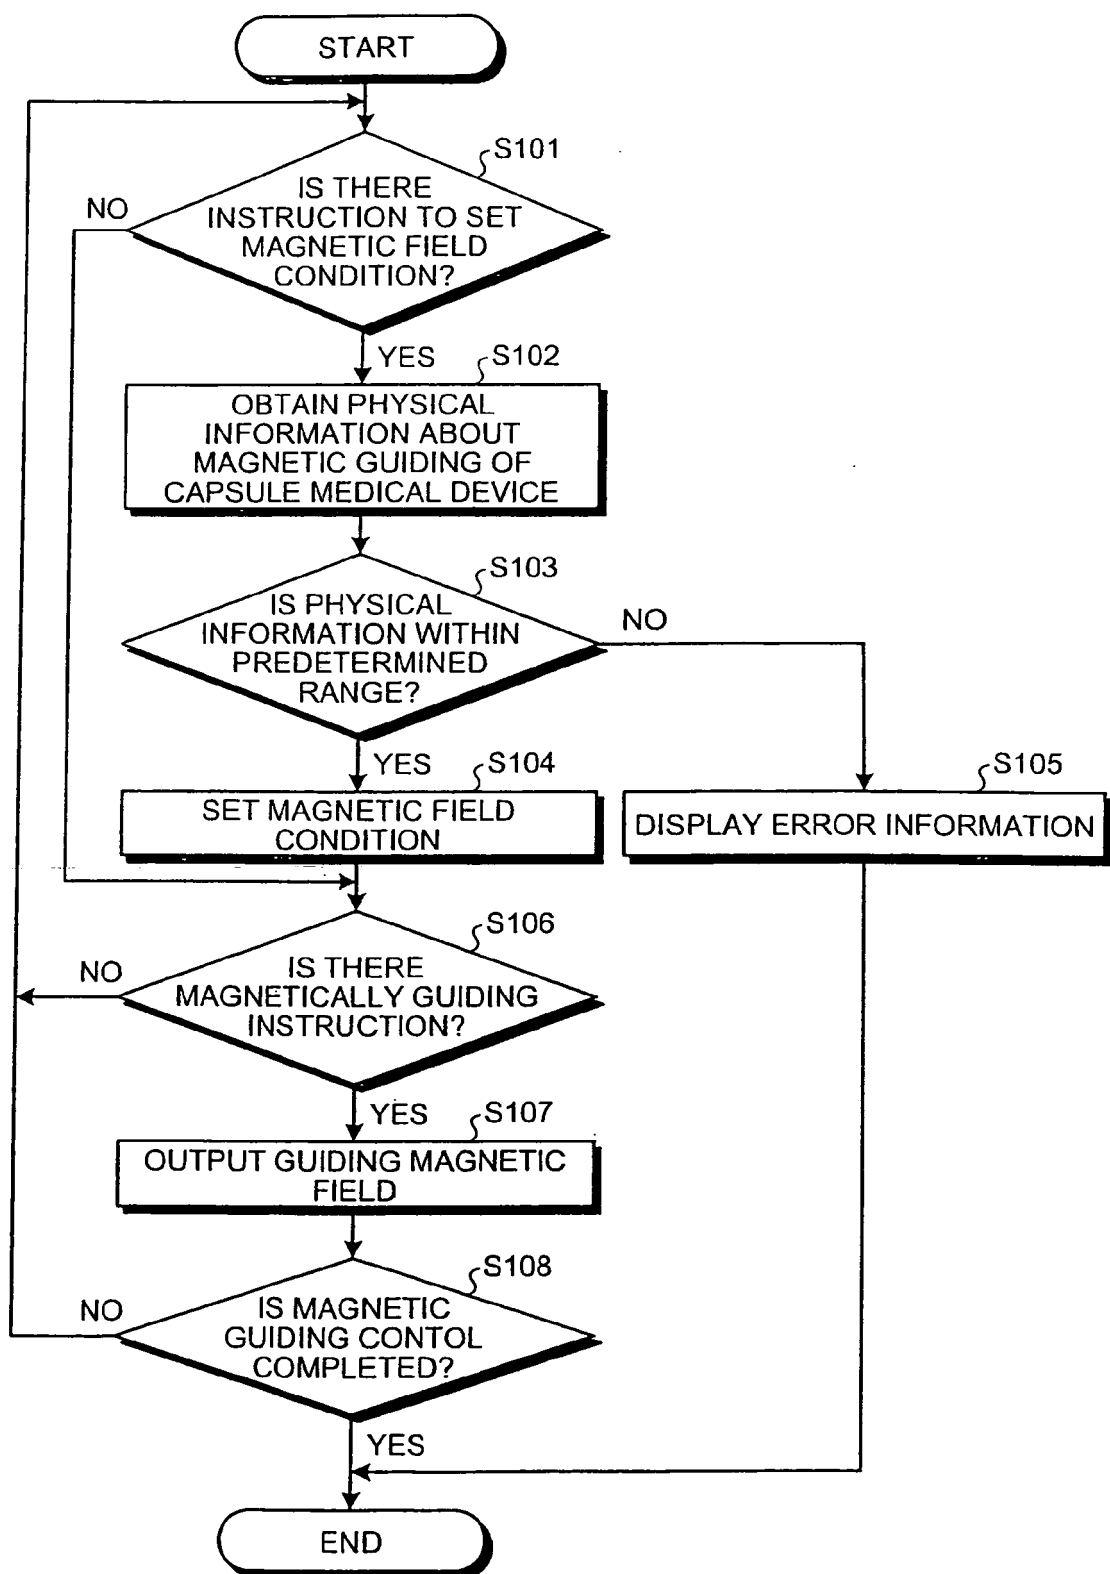 START
S101
IS THERE
INSTRUCTION TO SET
MAGNETIC FIELD
CONDITION?
NO
YES
S102
OBTAIN PHYSICAL
INFORMATION ABOUT
MAGNETIC GUIDING OF
CAPSULE MEDICAL DEVICE
S103
IS PHYSICAL
INFORMATION WITHIN
PREDETERMINED
RANGE?
NO
YES
S104
SET MAGNETIC FIELD
CONDITION
S105
DISPLAY ERROR INFORMATION
S106
IS THERE
MAGNETICALLY GUIDING
INSTRUCTION?
NO
YES
S107
OUTPUT GUIDING MAGNETIC
FIELD
S108
IS MAGNETIC
GUIDING CONTOL
COMPLETED?
NO
YES
END